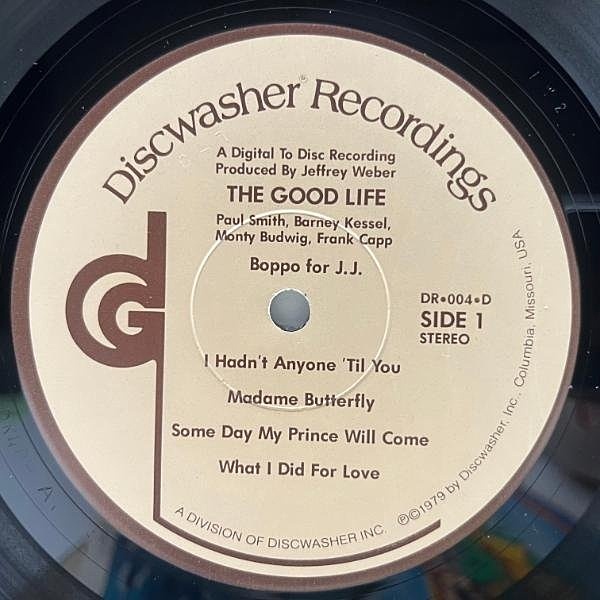 Discwasher® Recordings
A Digital To Disc Recording
Produced By Jeffrey Weber
THE GOOD LIFE
Paul Smith, Barney Kessel,
Monty Budwig, Frank Capp
Boppo for J.J.
DR•004•D
SIDE 1
STEREO
I Hadn't Anyone 'Til You
Madame Butterfly
Some Day My Prince Will Come
What I Did For Love
A DIVISION OF DISCWASHER INC.
℗©1979 by Discwasher, Inc., Columbia, Missouri, USA